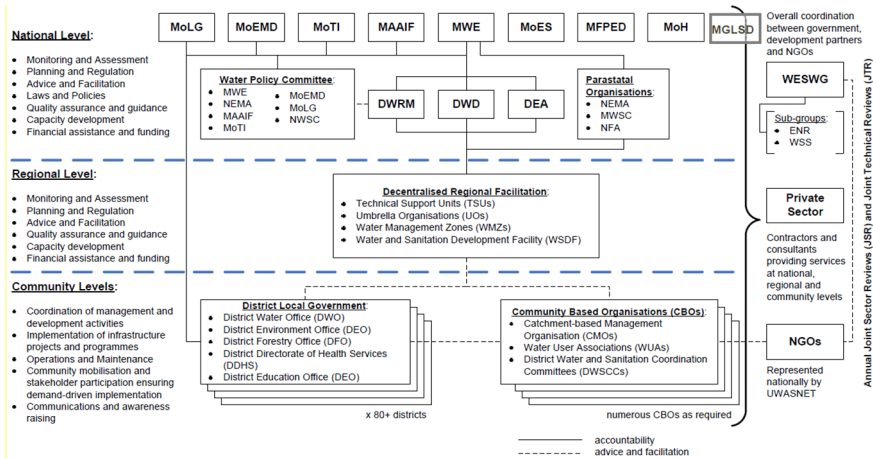 MoLG MoEMD MoTI MAAIF MWE MoES MFPED MoH MGLSD
National Level:
Monitoring and Assessment
Planning and Regulation
Advice and Facilitation
Laws and Policies
Quality assurance and guidance
Capacity development
Financial assistance and funding
Water Policy Committee:
MWE
NEMA
MAAIF
MoTI
MoEMD
MoLG
NWSC
DWRM DWD DEA
Parastatal
Organisations:
NEMA
MWSC
NFA
Overall coordination
between government,
development partners
and NGOs
WESWG
Sub-groups:
ENR
WSS
Regional Level:
Monitoring and Assessment
Planning and Regulation
Advice and Facilitation
Quality assurance and guidance
Capacity development
Financial assistance and funding
Decentralised Regional Facilitation:
Technical Support Units (TSUs)
Umbrella Organisations (UOs)
Water Management Zones (WMZs)
Water and Sanitation Development Facility (WSDF)
Private
Sector
Contractors and
consultants
providing services
at national,
regional and
community levels
Community Levels:
Coordination of management and
development activities
Implementation of infrastructure
projects and programmes
Operations and Maintenance
Community mobilisation and
stakeholder participation ensuring
demand-driven implementation
Communications and awareness
raising
District Local Government:
District Water Office (DWO)
District Environment Office (DEO)
District Forestry Office (DFO)
District Directorate of Health Services
(DDHS)
District Education Office (DEO)
x 80+ districts
Community Based Organisations (CBOs):
Catchment-based Management
Organisation (CMOs)
Water User Associations (WUAs)
District Water and Sanitation Coordination
Committees (DWSCCs)
numerous CBOs as required
NGOs
Represented
nationally by
UWASNET
Annual Joint Sector Reviews (JSR) and Joint Technical Reviews (JTR)
accountability
advice and facilitation